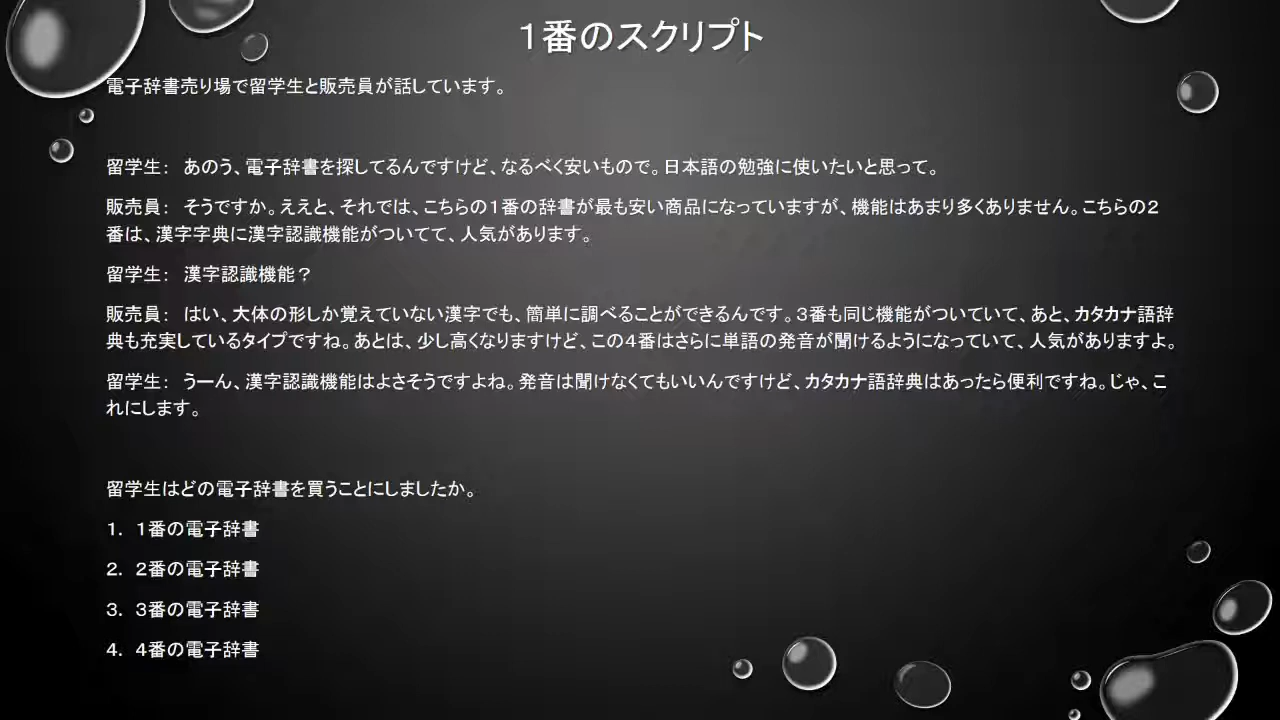 １番のスクリプト
電子辞書売り場で留学生と販売員が話しています。
留学生： あのう、電子辞書を探してるんですけど、なるべく安いもので。日本語の勉強に使いたいと思って。
販売員： そうですか。ええと、それでは、こちらの１番の辞書が最も安い商品になっていますが、機能はあまり多くありません。こちらの２
番は、漢字字典に漢字認識機能がついてて、人気があります。
留学生： 漢字認識機能？
販売員： はい、大体の形しか覚えていない漢字でも、簡単に調べることができるんです。３番も同じ機能がついていて、あと、カタカナ語辞
典も充実しているタイプですね。あとは、少し高くなりますけど、この４番はさらに単語の発音が聞けるようになっていて、人気がありますよ。
留学生： うーん、漢字認識機能はよさそうですよね。発音は聞けなくてもいいんですけど、カタカナ語辞典はあったら便利ですね。じゃ、こ
れにします。
留学生はどの電子辞書を買うことにしましたか。
１． １番の電子辞書
２． ２番の電子辞書
３． ３番の電子辞書
４． ４番の電子辞書